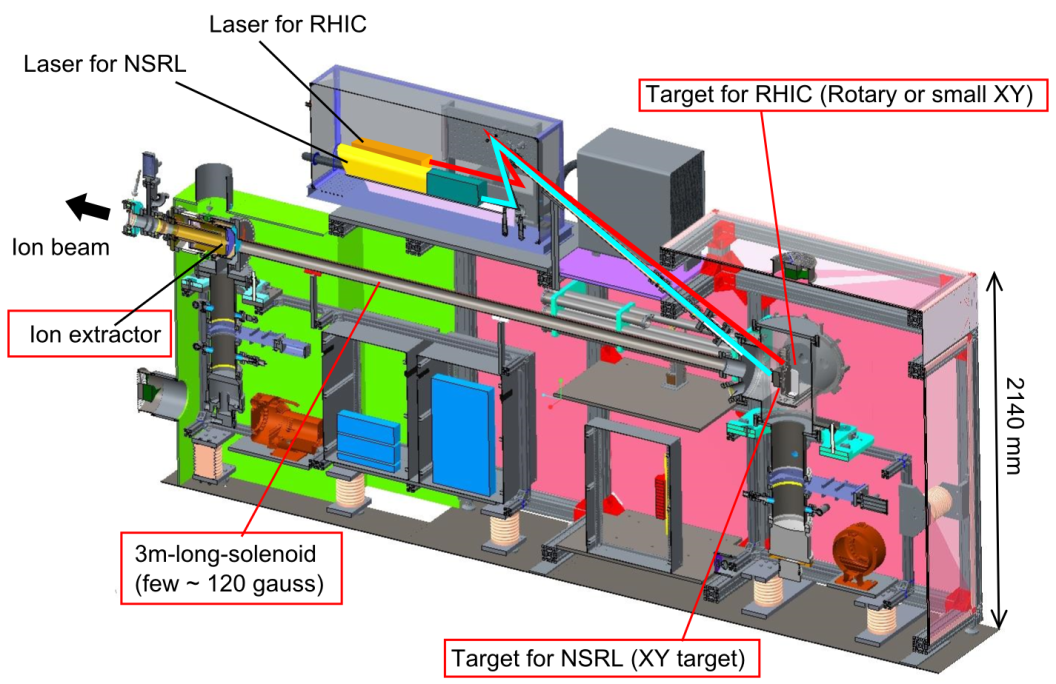 Laser for RHIC
Laser for NSRL
Target for RHIC (Rotary or small XY)
Ion beam
Ion extractor
2140 mm
3m-long-solenoid
(few ~ 120 gauss)
Target for NSRL (XY target)